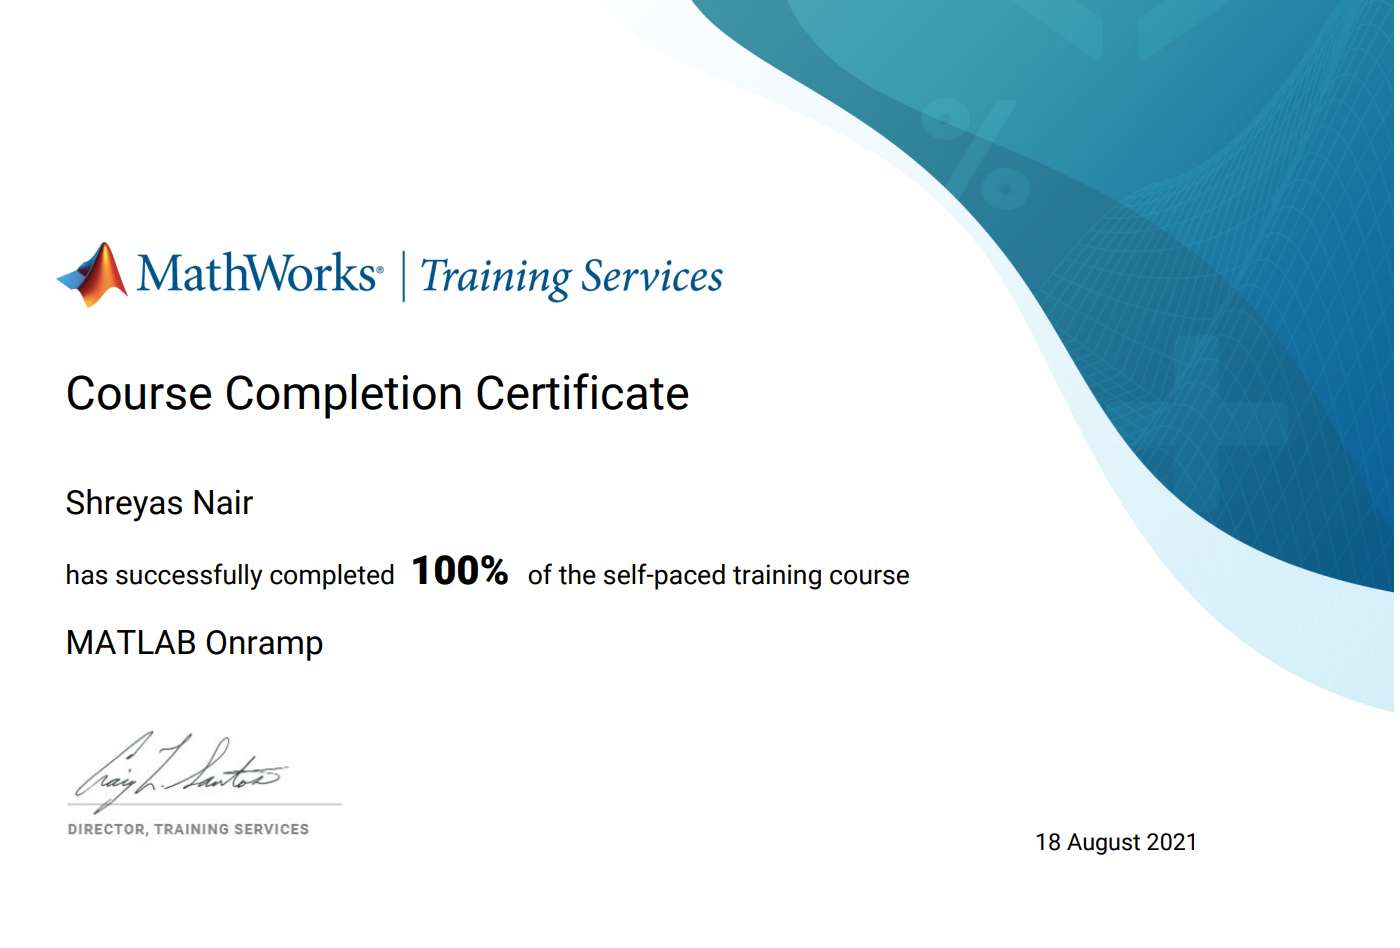 MathWorks® | Training Services
Course Completion Certificate
Shreyas Nair
has successfully completed 100% of the self-paced training course
MATLAB Onramp
Craig L. Santos
DIRECTOR, TRAINING SERVICES
18 August 2021